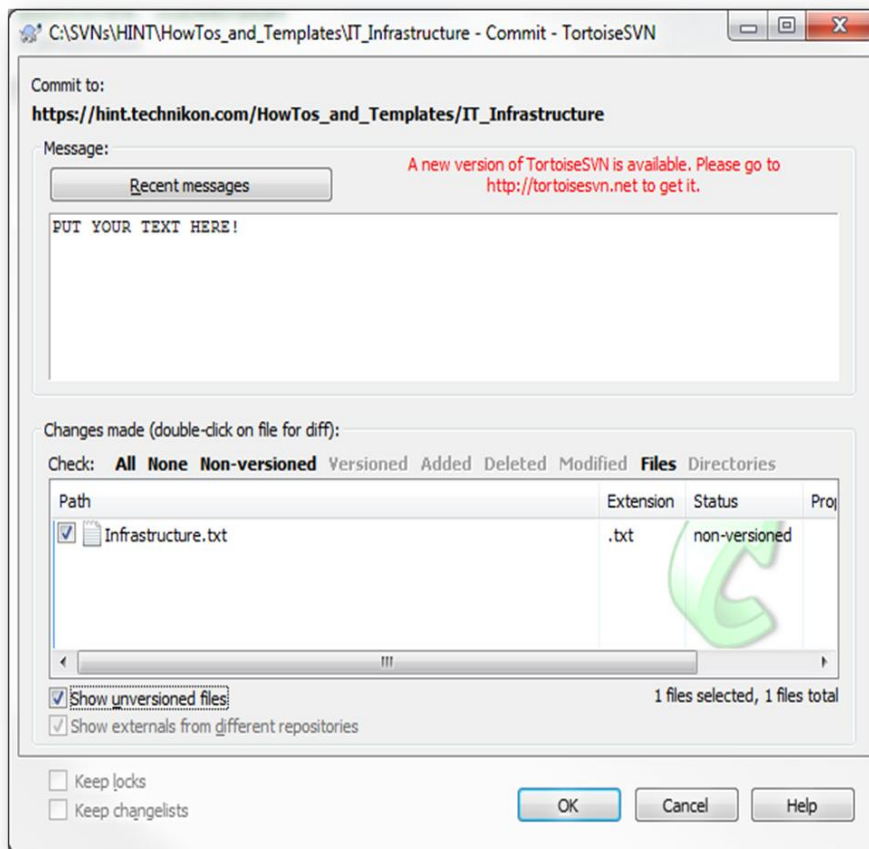 C:\SVNs\HINT\HowTos_and_Templates\IT_Infrastructure - Commit - TortoiseSVN
Commit to:
https://hint.technikon.com/HowTos_and_Templates/IT_Infrastructure
Message:
Recent messages
A new version of TortoiseSVN is available. Please go to
http://tortoisesvn.net to get it.
PUT YOUR TEXT HERE!
Changes made (double-click on file for diff):
Check: All None Non-versioned Versioned Added Deleted Modified Files Directories
Path Extension Status Prop
Infrastructure.txt .txt non-versioned
Show unversioned files 1 files selected, 1 files total
Show externals from different repositories
Keep locks
Keep changelists
OK Cancel Help